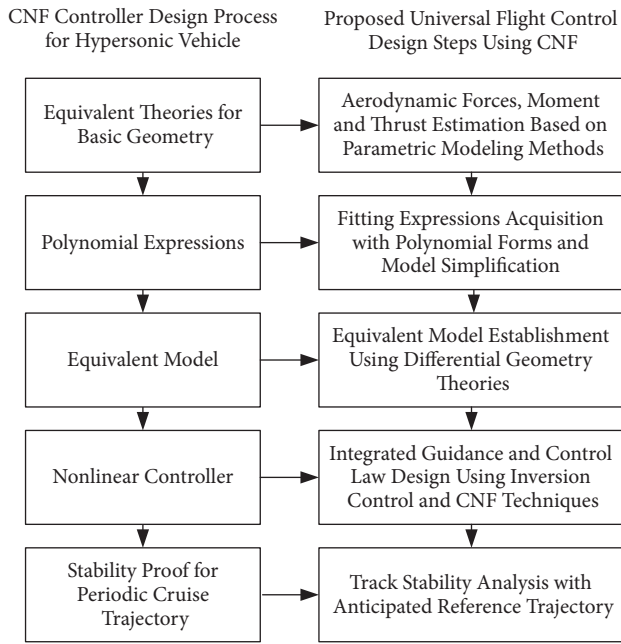 CNF Controller Design Process
for Hypersonic Vehicle
Proposed Universal Flight Control
Design Steps Using CNF
Equivalent Theories for
Basic Geometry
Aerodynamic Forces, Moment
and Thrust Estimation Based on
Parametric Modeling Methods
Polynomial Expressions
Fitting Expressions Acquisition
with Polynomial Forms and
Model Simplification
Equivalent Model
Equivalent Model Establishment
Using Differential Geometry
Theories
Nonlinear Controller
Integrated Guidance and Control
Law Design Using Inversion
Control and CNF Techniques
Stability Proof for
Periodic Cruise
Trajectory
Track Stability Analysis with
Anticipated Reference Trajectory